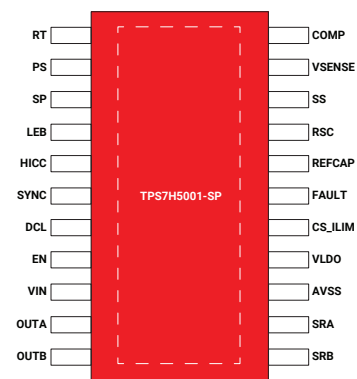 RT
PS
SP
LEB
HICC
SYNC
DCL
EN
VIN
OUTA
OUTB
TPS7H5001-SP
COMP
VSENSE
SS
RSC
REFCAP
FAULT
CS_ILIM
VLDO
AVSS
SRA
SRB